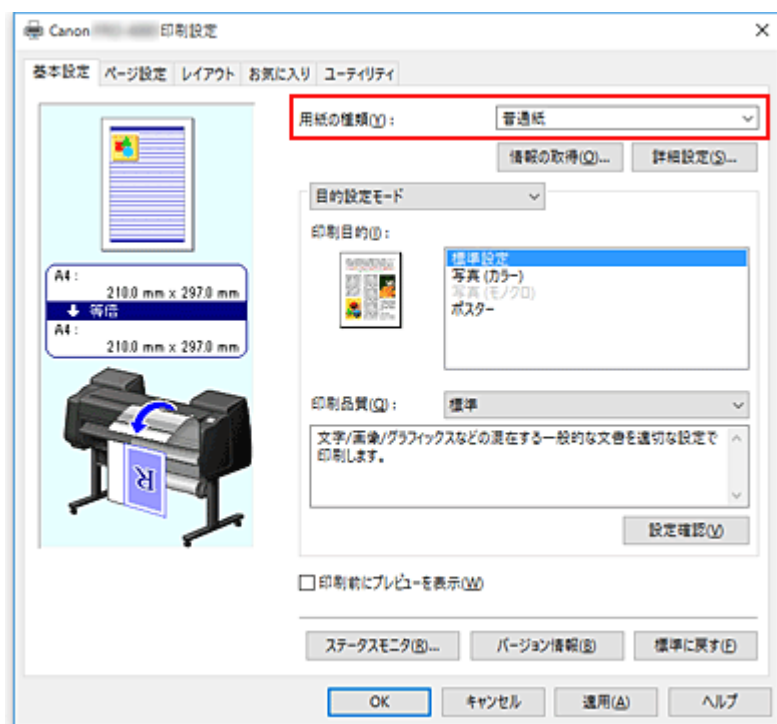 Canon 印刷設定
基本設定 ページ設定 レイアウト お気に入り ユーティリティ
用紙の種類(Y): 普通紙
情報の取得(O)... 詳細設定(S)...
目的設定モード
印刷目的(I):
標準設定
写真 (カラー)
写真 (モノクロ)
ポスター
A4 :
210.0 mm x 297.0 mm
等倍
A4 :
210.0 mm x 297.0 mm
R
印刷品質(Q): 標準
文字/画像/グラフィックスなどの混在する一般的な文書を適切な設定で
印刷します。
設定確認(V)
印刷前にプレビューを表示(W)
ステータスモニタ(R)... バージョン情報(B) 標準に戻す(F)
OK キャンセル 適用(A) ヘルプ